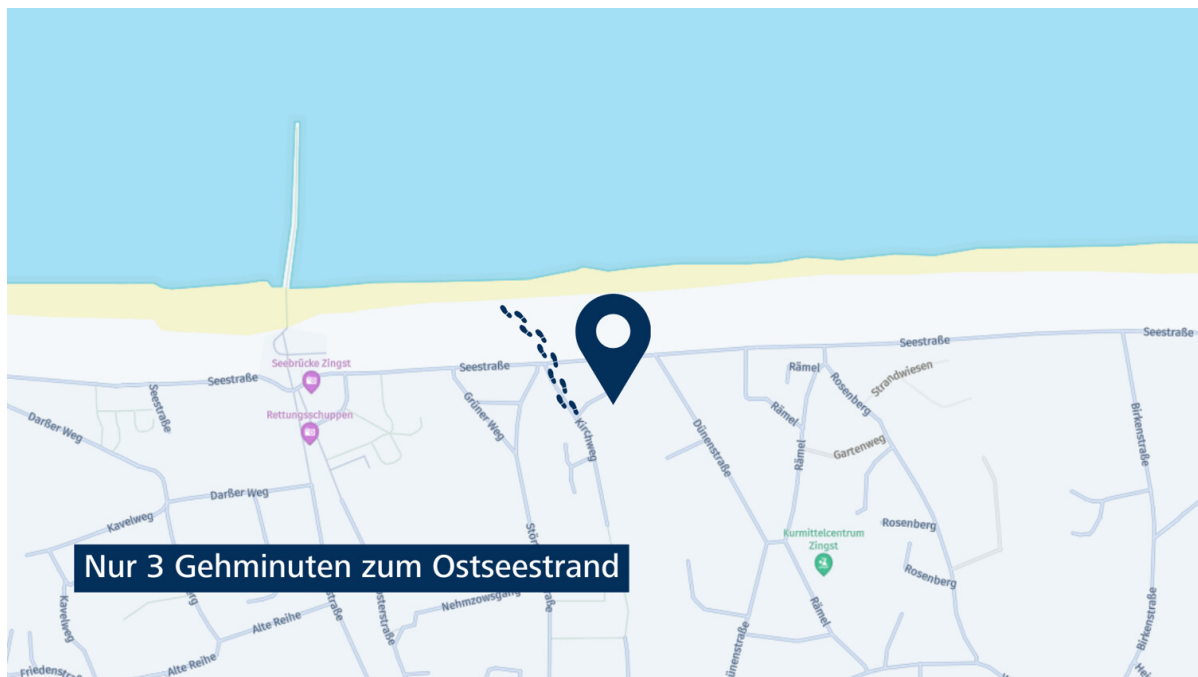 Seestraße
Seestraße
Seebrücke Zingst
Seestraße
Rämel
Rosenberg
Strandwiesen
Seestraße
Seestraße
Darßer Weg
Rettungsschuppen
Grüner Weg
Kirchweg
Dünenstraße
Rämel
Rämel
Gartenweg
Birkenstraße
Darßer Weg
Kavelweg
Rosenberg
Kurmittelcentrum
Zingst
Nur 3 Gehminuten zum Ostseestrand
Rosenberg
Kavelweg
Nehmzowsgang
Alte Reihe
Rämel
Birkenstraße
Alte Reihe